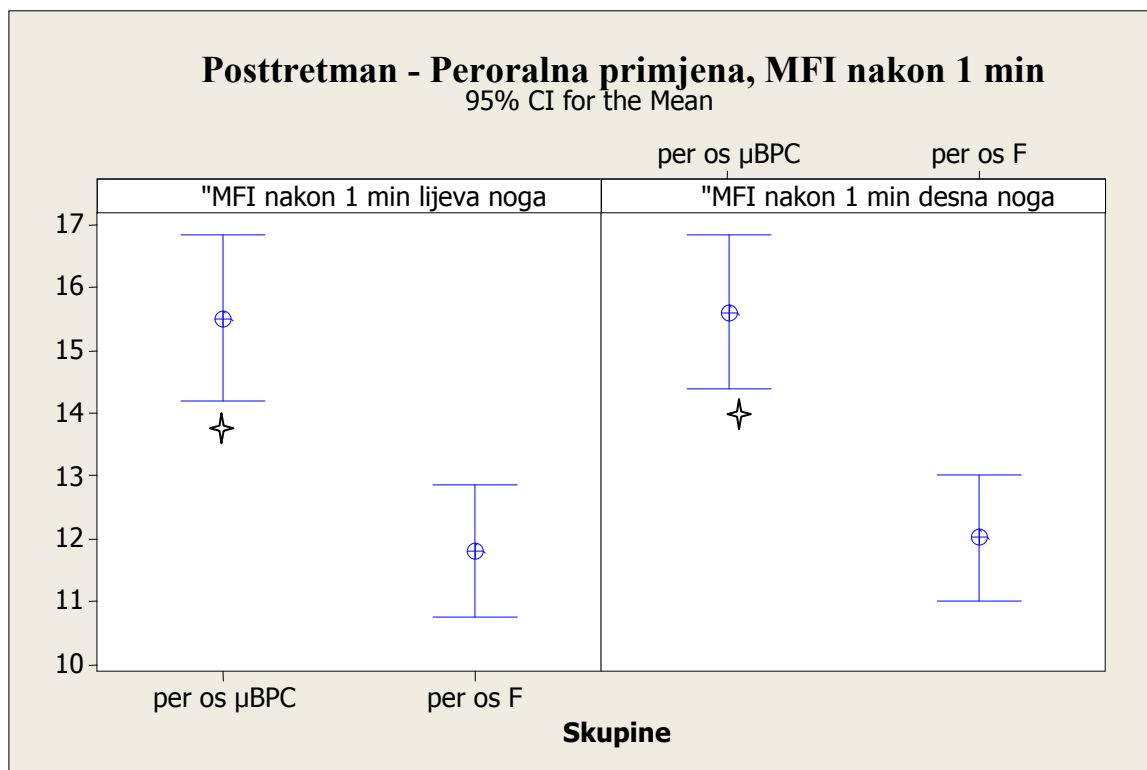 Posttretman - Peroralna primjena, MFI nakon 1 min
95% CI for the Mean
per os µBPC per os F
"MFI nakon 1 min lijeva noga "MFI nakon 1 min desna noga
17
16
15
14
13
12
11
10
per os µBPC per os F
Skupine